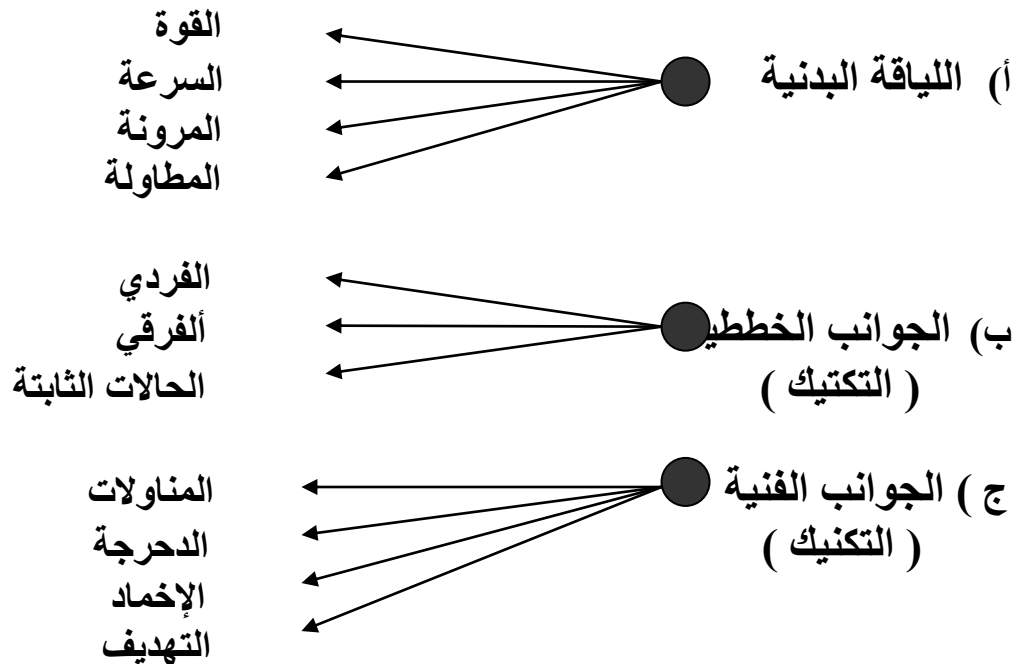 أ) اللياقة البدنية
القوة
السرعة
المرونة
المطاولة
ب) الجوانب الخططي
( التكتيك )
الفردي
ألفرقي
الحالات الثابتة
ج ) الجوانب الفنية
( التكنيك )
المناولات
الدحرجة
الإخماد
التهديف